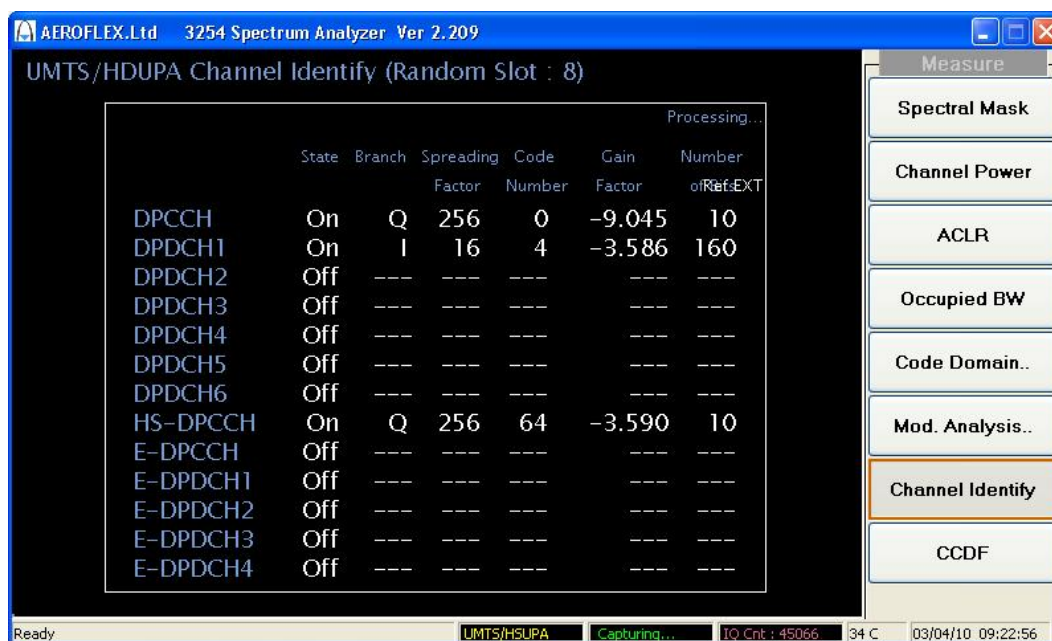 AEROFLEX.Ltd 3254 Spectrum Analyzer Ver 2.209
UMTS/HDUPA Channel Identify (Random Slot : 8)
Processing...
State Branch Spreading Code Gain Number
Factor Number Factor of Bits
Ref.EXT
DPCCH On Q 256 0 -9.045 10
DPDCH1 On I 16 4 -3.586 160
DPDCH2 Off --- --- --- --- ---
DPDCH3 Off --- --- --- --- ---
DPDCH4 Off --- --- --- --- ---
DPDCH5 Off --- --- --- --- ---
DPDCH6 Off --- --- --- --- ---
HS-DPCCH On Q 256 64 -3.590 10
E-DPCCH Off --- --- --- --- ---
E-DPDCH1 Off --- --- --- --- ---
E-DPDCH2 Off --- --- --- --- ---
E-DPDCH3 Off --- --- --- --- ---
E-DPDCH4 Off --- --- --- --- ---
Measure
Spectral Mask
Channel Power
ACLR
Occupied BW
Code Domain..
Mod. Analysis..
Channel Identify
CCDF
Ready UMTS/HSUPA Capturing... IQ Cnt : 45066 34 C 03/04/10 09:22:56